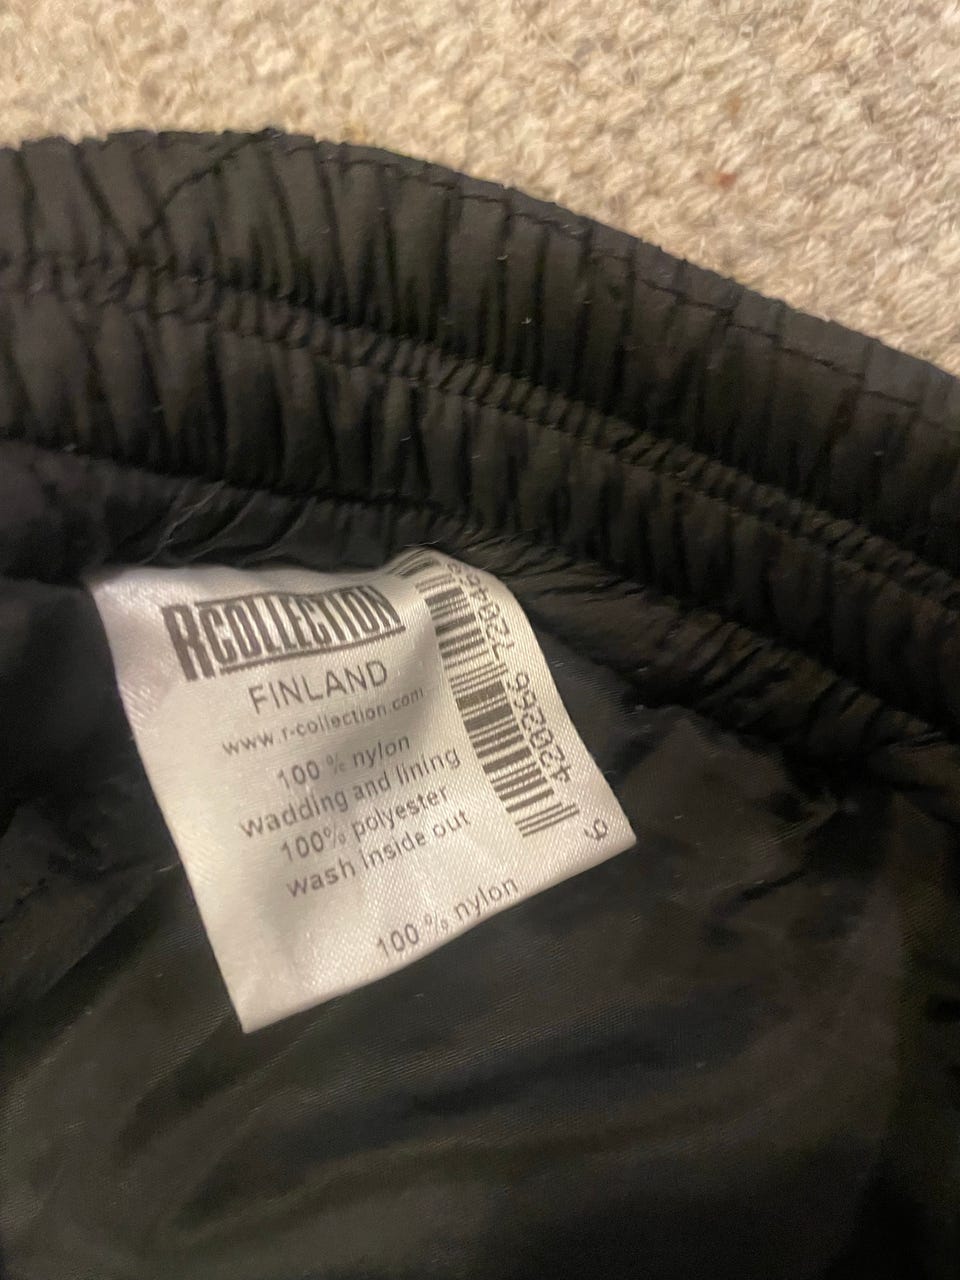 RCOLLECTION
FINLAND
www.r-collection.com
100 % nylon
wadding and lining
100% polyester
wash inside out
100 % nylon